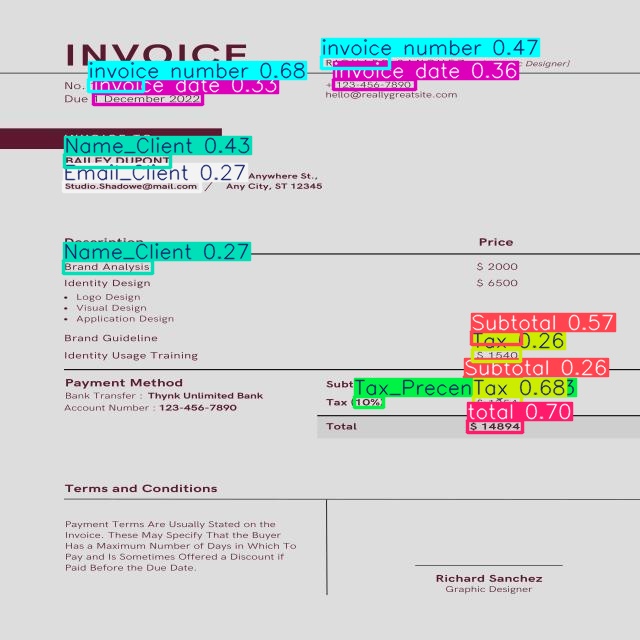 INVOICE
invoice number 0.47
c Designer)
invoice number 0.68
invoice date 0.36
No.
invoice date 0.33
+ 123-456-7890
Due 1 December 2022
hello@reallygreatsite.com
Name_Client 0.43
BAILEY DUPONT
Email_Client 0.27
Anywhere St.,
Studio.Shadowe@mail.com / Any City, ST 12345
Description
Price
Name_Client 0.27
Brand Analysis
$ 2000
Identity Design
$ 6500
• Logo Design
• Visual Design
• Application Design
Subtotal 0.57
Brand Guideline
Tax 0.26
Identity Usage Training
$ 1540
Subtotal 0.26
Payment Method
Subt
Tax_Precen
Tax 0.68
3
Bank Transfer : Thynk Unlimited Bank
Tax (10%)
Account Number : 123-456-7890
total 0.70
Total
$ 14894
Terms and Conditions
Payment Terms Are Usually Stated on the
Invoice. These May Specify That the Buyer
Has a Maximum Number of Days in Which To
Pay and Is Sometimes Offered a Discount if
Paid Before the Due Date.
Richard Sanchez
Graphic Designer